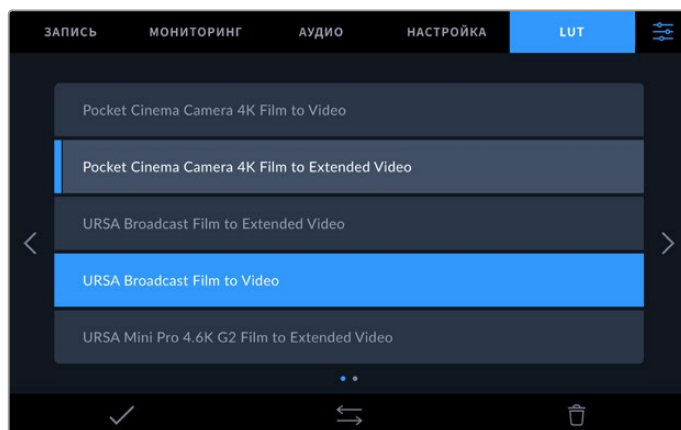 ЗАПИСЬ МОНИТОРИНГ АУДИО НАСТРОЙКА LUT
Pocket Cinema Camera 4K Film to Video
Pocket Cinema Camera 4K Film to Extended Video
URSA Broadcast Film to Extended Video
URSA Broadcast Film to Video
URSA Mini Pro 4.6K G2 Film to Extended Video